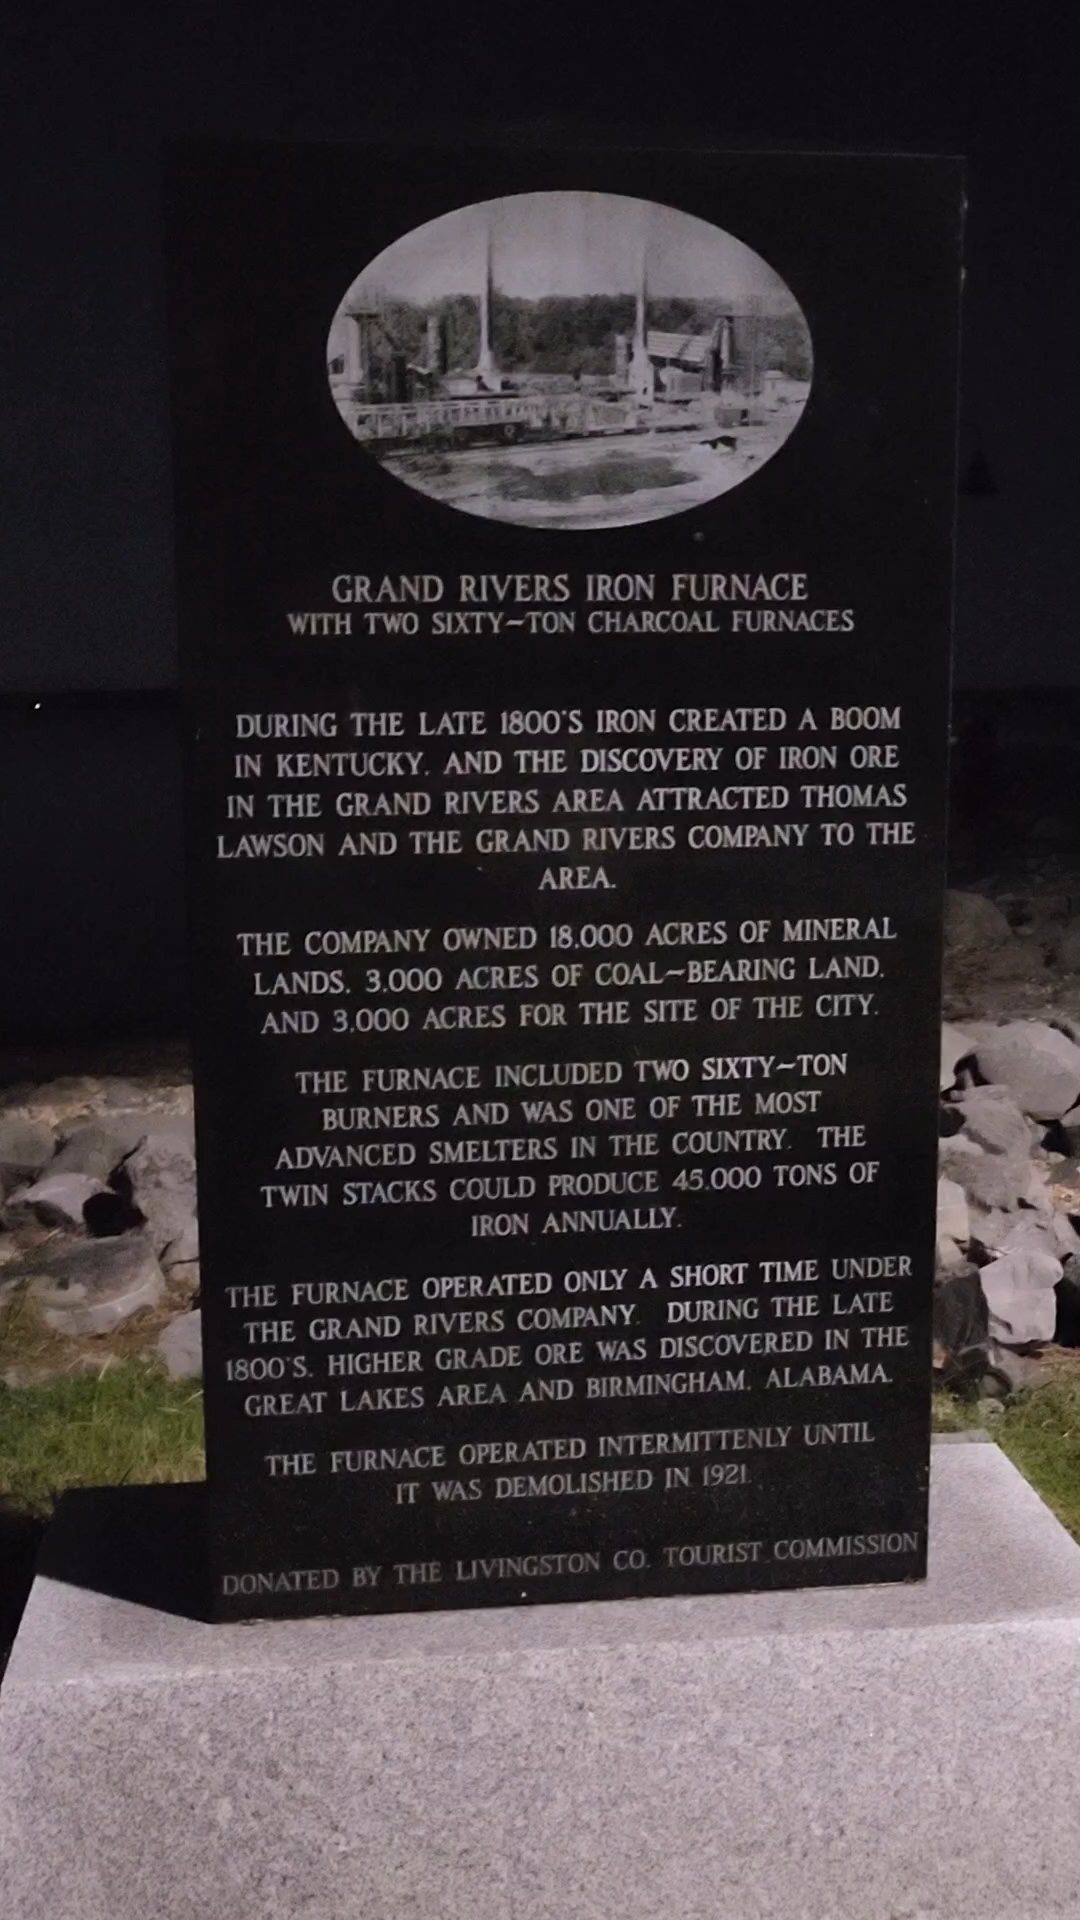 GRAND RIVERS IRON FURNACE
WITH TWO SIXTY~TON CHARCOAL FURNACES
DURING THE LATE 1800'S IRON CREATED A BOOM
IN KENTUCKY, AND THE DISCOVERY OF IRON ORE
IN THE GRAND RIVERS AREA ATTRACTED THOMAS
LAWSON AND THE GRAND RIVERS COMPANY TO THE
AREA.
THE COMPANY OWNED 18,000 ACRES OF MINERAL
LANDS, 3,000 ACRES OF COAL~BEARING LAND,
AND 3,000 ACRES FOR THE SITE OF THE CITY.
THE FURNACE INCLUDED TWO SIXTY~TON
BURNERS AND WAS ONE OF THE MOST
ADVANCED SMELTERS IN THE COUNTRY. THE
TWIN STACKS COULD PRODUCE 45,000 TONS OF
IRON ANNUALLY.
THE FURNACE OPERATED ONLY A SHORT TIME UNDER
THE GRAND RIVERS COMPANY. DURING THE LATE
1800'S, HIGHER GRADE ORE WAS DISCOVERED IN THE
GREAT LAKES AREA AND BIRMINGHAM, ALABAMA.
THE FURNACE OPERATED INTERMITTENLY UNTIL
IT WAS DEMOLISHED IN 1921.
DONATED BY THE LIVINGSTON CO. TOURIST COMMISSION